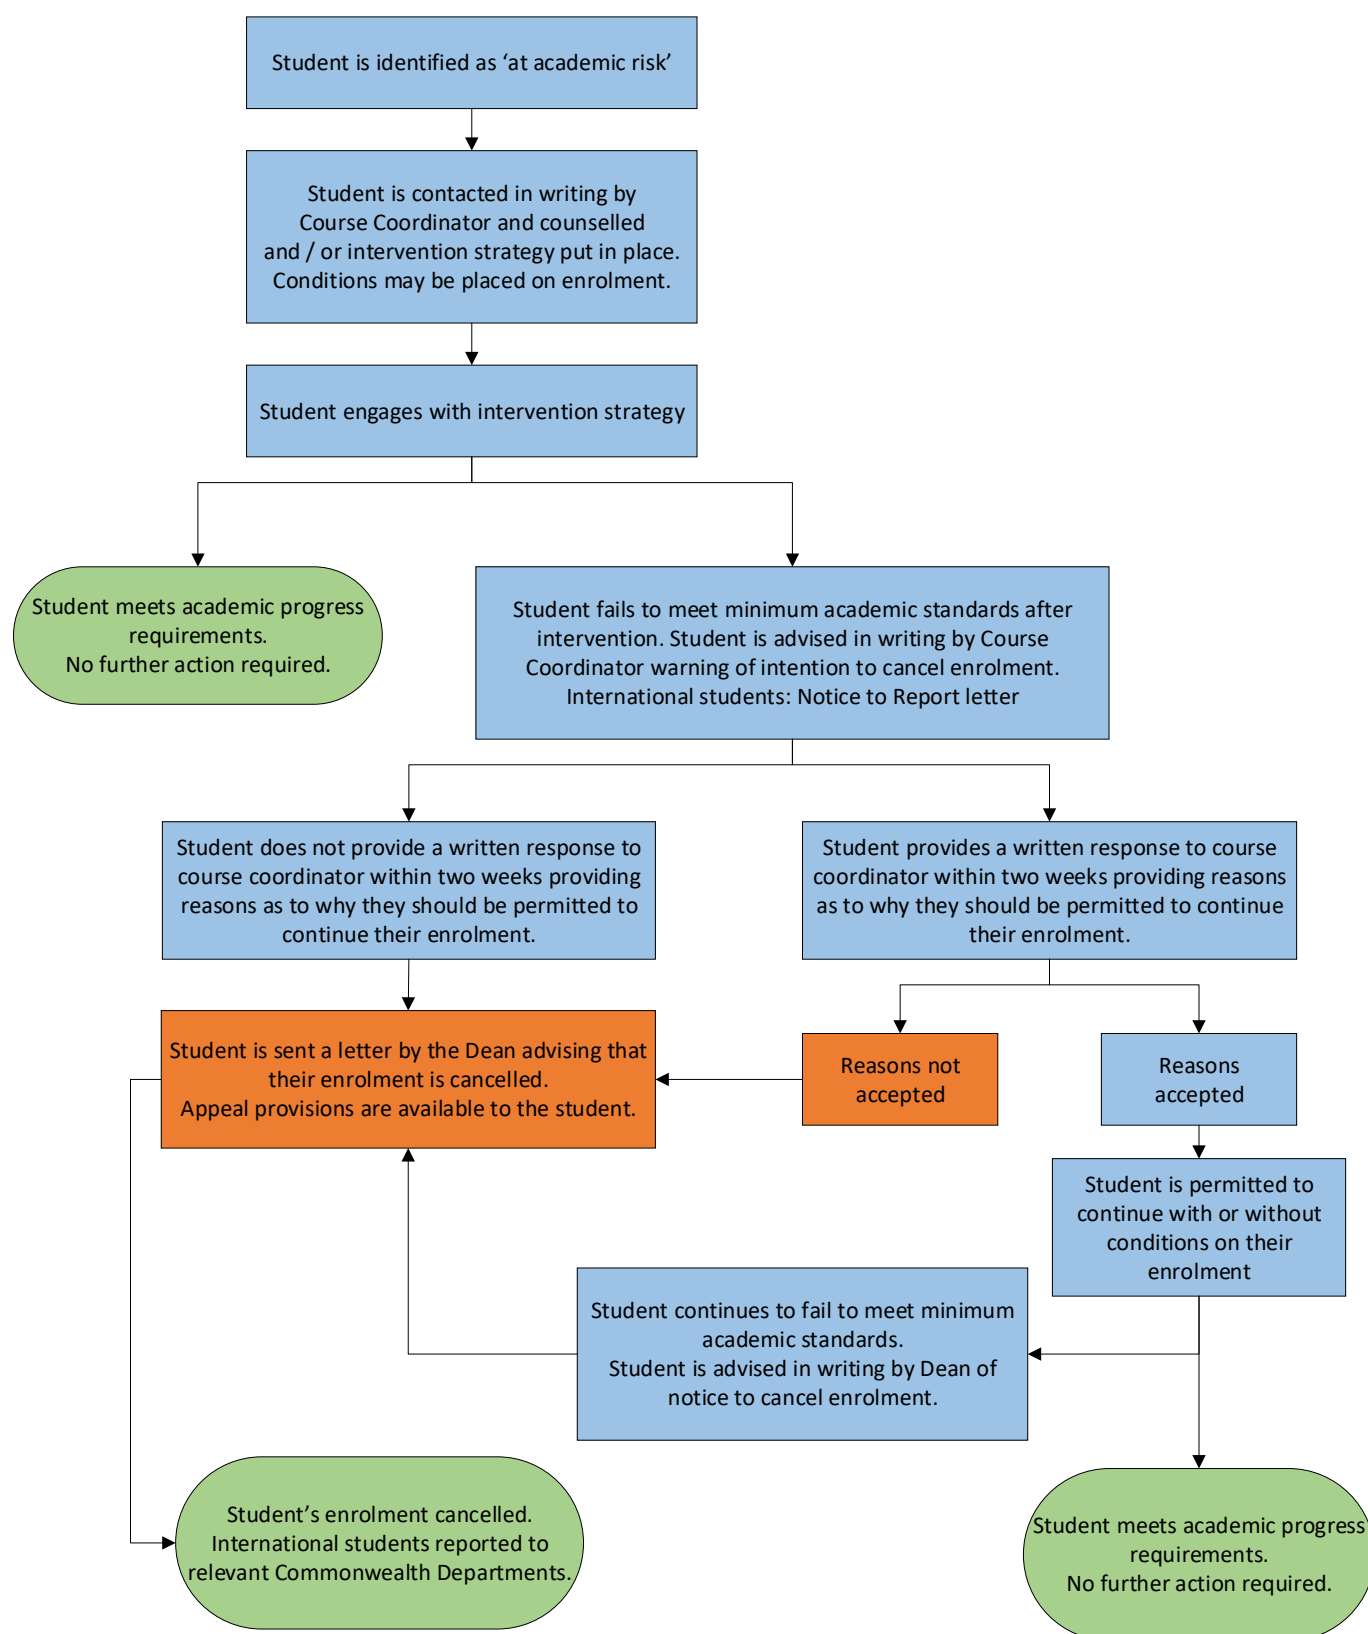 Student is identified as ‘at academic risk’
Student is contacted in writing by
Course Coordinator and counselled
and / or intervention strategy put in place.
Conditions may be placed on enrolment.
Student engages with intervention strategy
Student meets academic progress
requirements.
No further action required.
Student fails to meet minimum academic standards after
intervention. Student is advised in writing by Course
Coordinator warning of intention to cancel enrolment.
International students: Notice to Report letter
Student does not provide a written response to
course coordinator within two weeks providing
reasons as to why they should be permitted to
continue their enrolment.
Student provides a written response to course
coordinator within two weeks providing reasons
as to why they should be permitted to continue
their enrolment.
Student is sent a letter by the Dean advising that
their enrolment is cancelled.
Appeal provisions are available to the student.
Reasons not
accepted
Reasons
accepted
Student is permitted to
continue with or without
conditions on their
enrolment
Student continues to fail to meet minimum
academic standards.
Student is advised in writing by Dean of
notice to cancel enrolment.
Student’s enrolment cancelled.
International students reported to
relevant Commonwealth Departments.
Student meets academic progress
requirements.
No further action required.